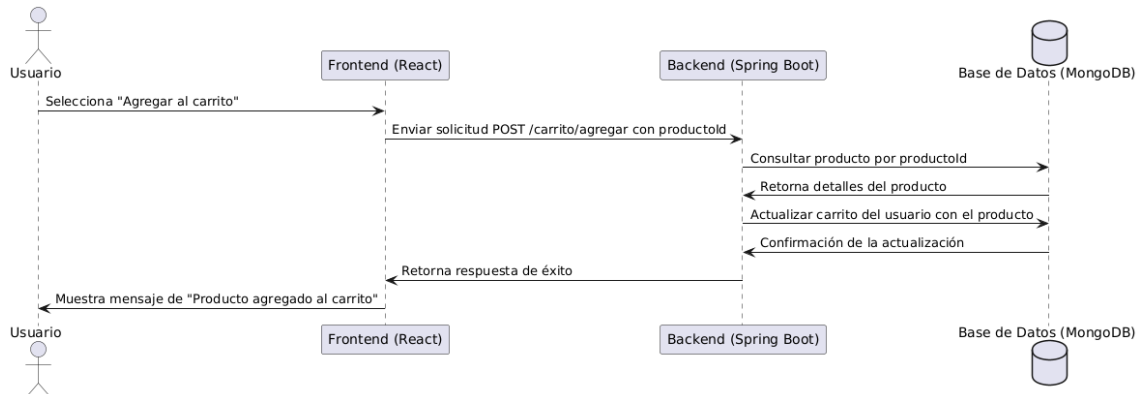 Usuario
Frontend (React)
Backend (Spring Boot)
Base de Datos (MongoDB)
Selecciona "Agregar al carrito"
Enviar solicitud POST /carrito/agregar con productoId
Consultar producto por productoId
Retorna detalles del producto
Actualizar carrito del usuario con el producto
Confirmación de la actualización
Retorna respuesta de éxito
Muestra mensaje de "Producto agregado al carrito"
Usuario
Frontend (React)
Backend (Spring Boot)
Base de Datos (MongoDB)